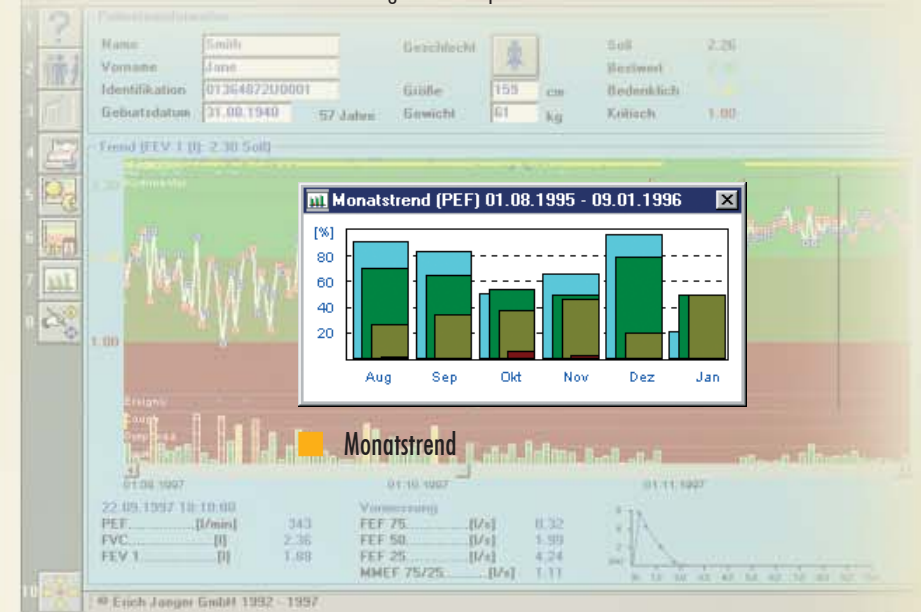 Name Smith Geschlecht Soll 2.26
Vorname Jane Bestwert
Identifikation 01364872U0001 Größe 159 cm Bedenklich
Geburtsdatum 31.08.1940 57 Jahre Gewicht 61 kg Kritisch 1.00
Trend (FEV 1 [l]: 2.30 Soll)
Monatstrend (PEF) 01.08.1995 - 09.01.1996
[%]
80
60
40
20
Aug Sep Okt Nov Dez Jan
1.00
Monatstrend
01.08.1997 01.10.1997 01.11.1997
22.09.1997 18:10:00
PEF [l/min] 343 FEF 75 [l/s] 0.32
FVC [l] 2.36 FEF 50 [l/s] 1.99
FEV 1 [l] 1.68 FEF 25 [l/s] 4.24
MMEF 75/25 [l/s] 1.11
© Erich Jaeger GmbH 1992 - 1997